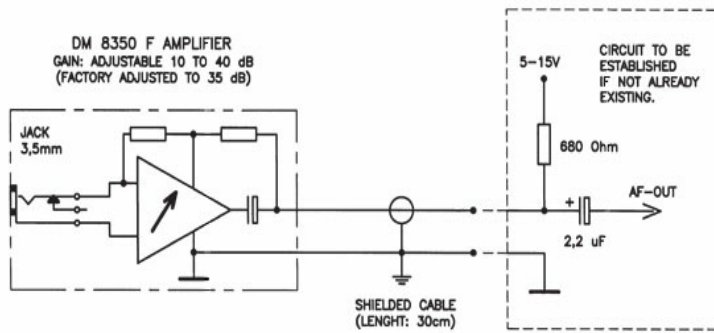 DM 8350 F AMPLIFIER
GAIN: ADJUSTABLE 10 TO 40 dB
(FACTORY ADJUSTED TO 35 dB)
JACK
3,5mm
SHIELDED CABLE
(LENGHT: 30cm)
5-15V
CIRCUIT TO BE
ESTABLISHED
IF NOT ALREADY
EXISTING.
680 Ohm
+
AF-OUT
2,2 uF